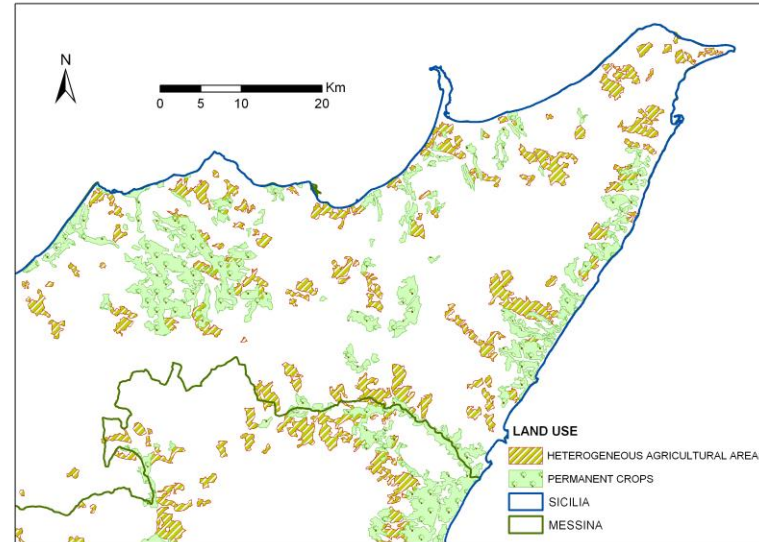 N
Km
0 5 10 20
LAND USE
HETEROGENEOUS AGRICULTURAL AREA
PERMANENT CROPS
SICILIA
MESSINA